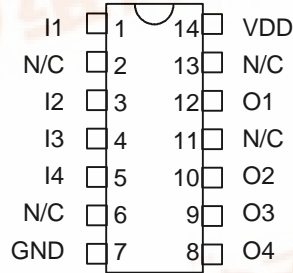 I1 1 14 VDD
N/C 2 13 N/C
I2 3 12 O1
I3 4 11 N/C
I4 5 10 O2
N/C 6 9 O3
GND 7 8 O4